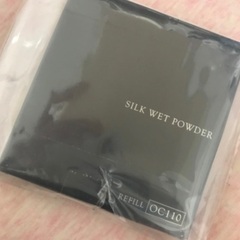 SILK WET POWDER
REFILL OC110